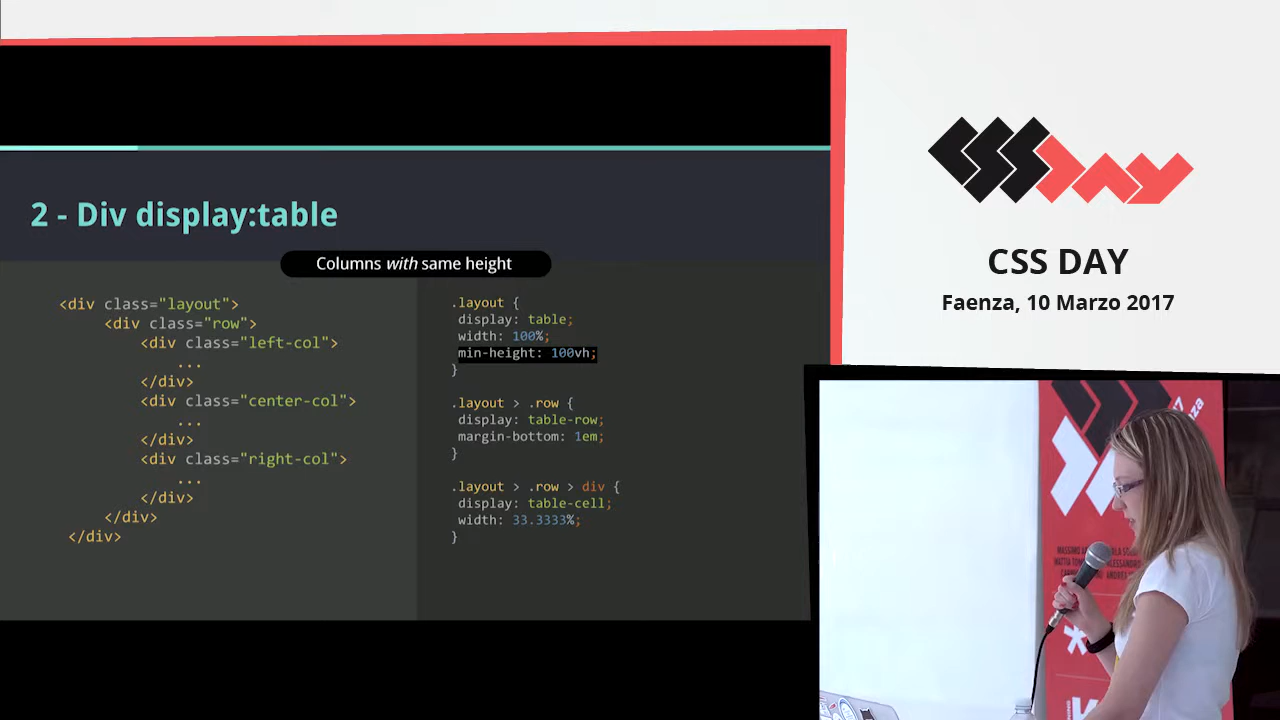 2 - Div display:table
Columns with same height
<div class="layout">
<div class="row">
<div class="left-col">
...
</div>
<div class="center-col">
...
</div>
<div class="right-col">
...
</div>
</div>
</div>
.layout {
display: table;
width: 100%;
min-height: 100vh;
}
.layout > .row {
display: table-row;
margin-bottom: 1em;
}
.layout > .row > div {
display: table-cell;
width: 33.3333%;
}
CSSDAY
CSS DAY
Faenza, 10 Marzo 2017